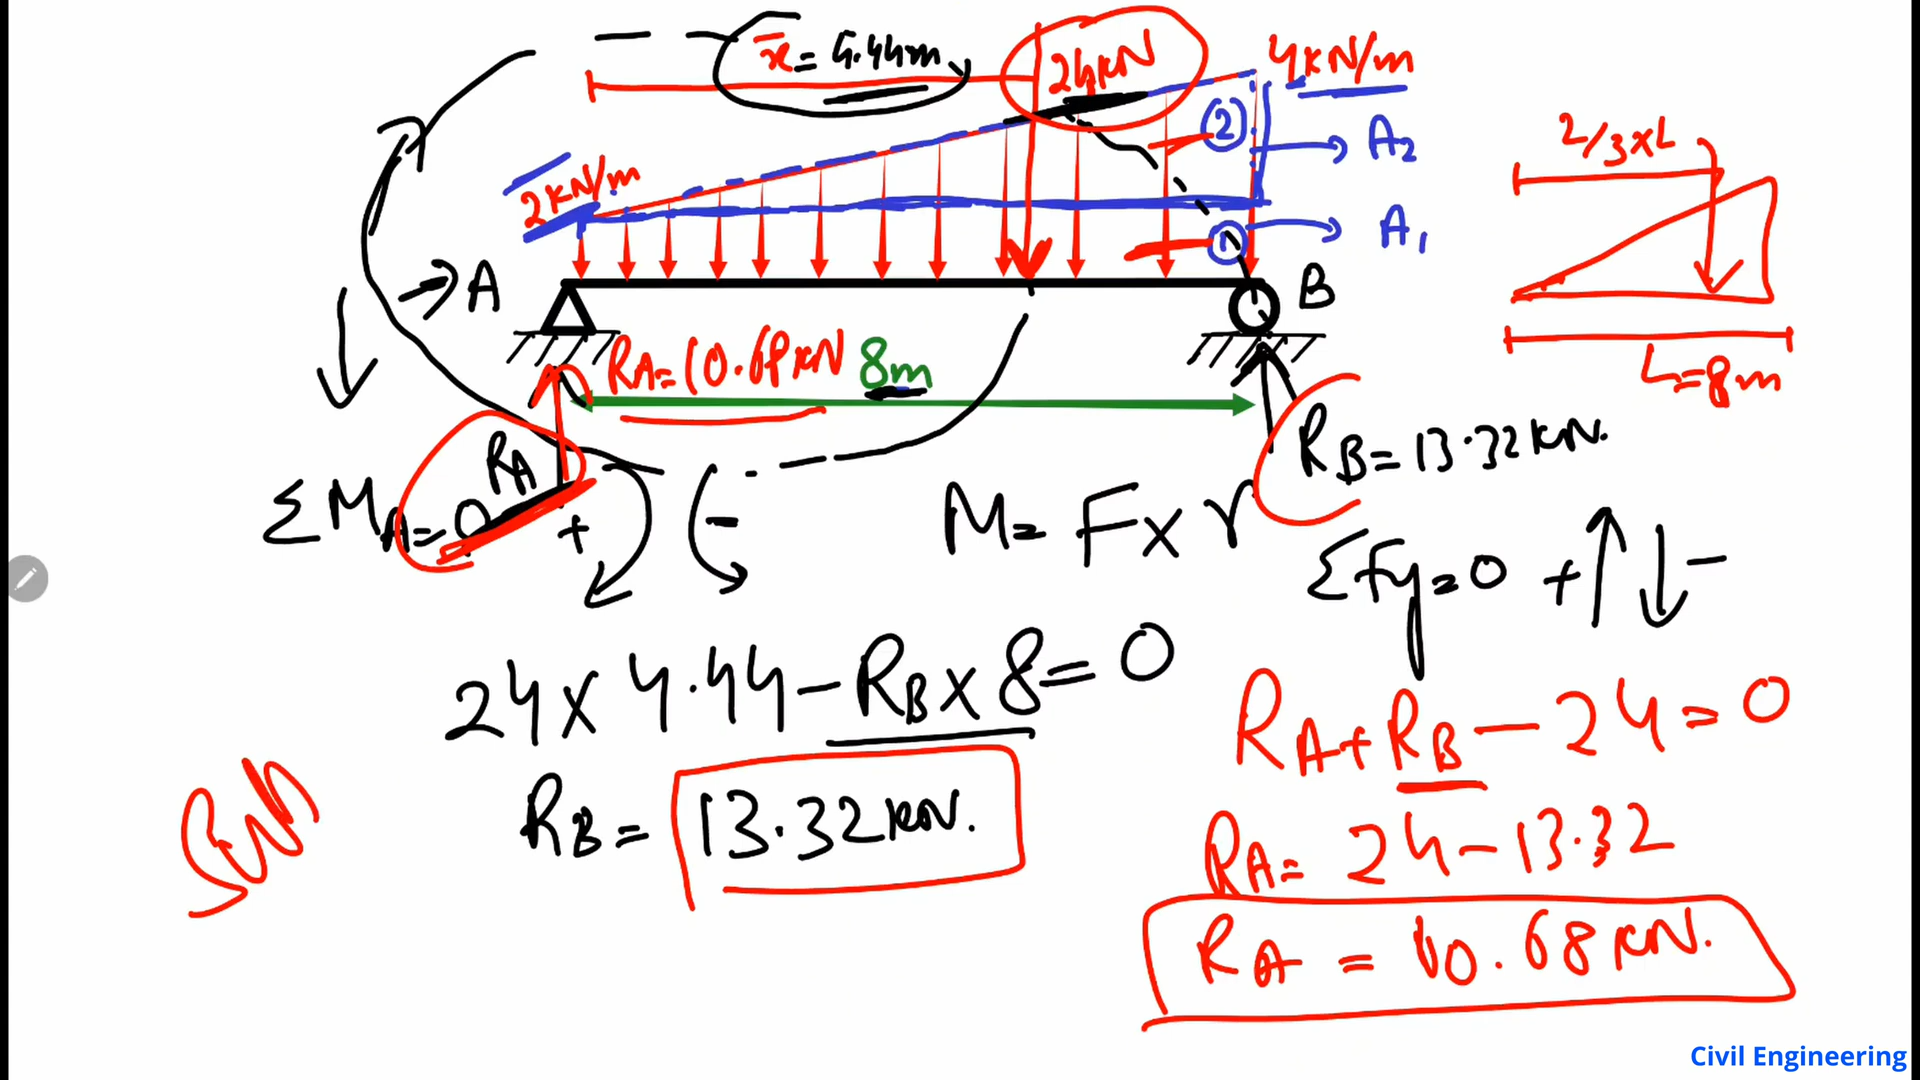 x̄ = 4.44m
24KN
4KN/m
2KN/m
2
A2
1
A1
A
B
2/3×L
L=8m
RA=10.68KN
8m
RA
RB=13.32KN.
ΣMA=0
+
-
M= F×r
ΣFy=0 +↑ ↓-
24×4.44-RB×8=0
RA+RB-24=0
RB= 13.32KN.
RA= 24-13.32
RA = 10.68KN.
Civil Engineering